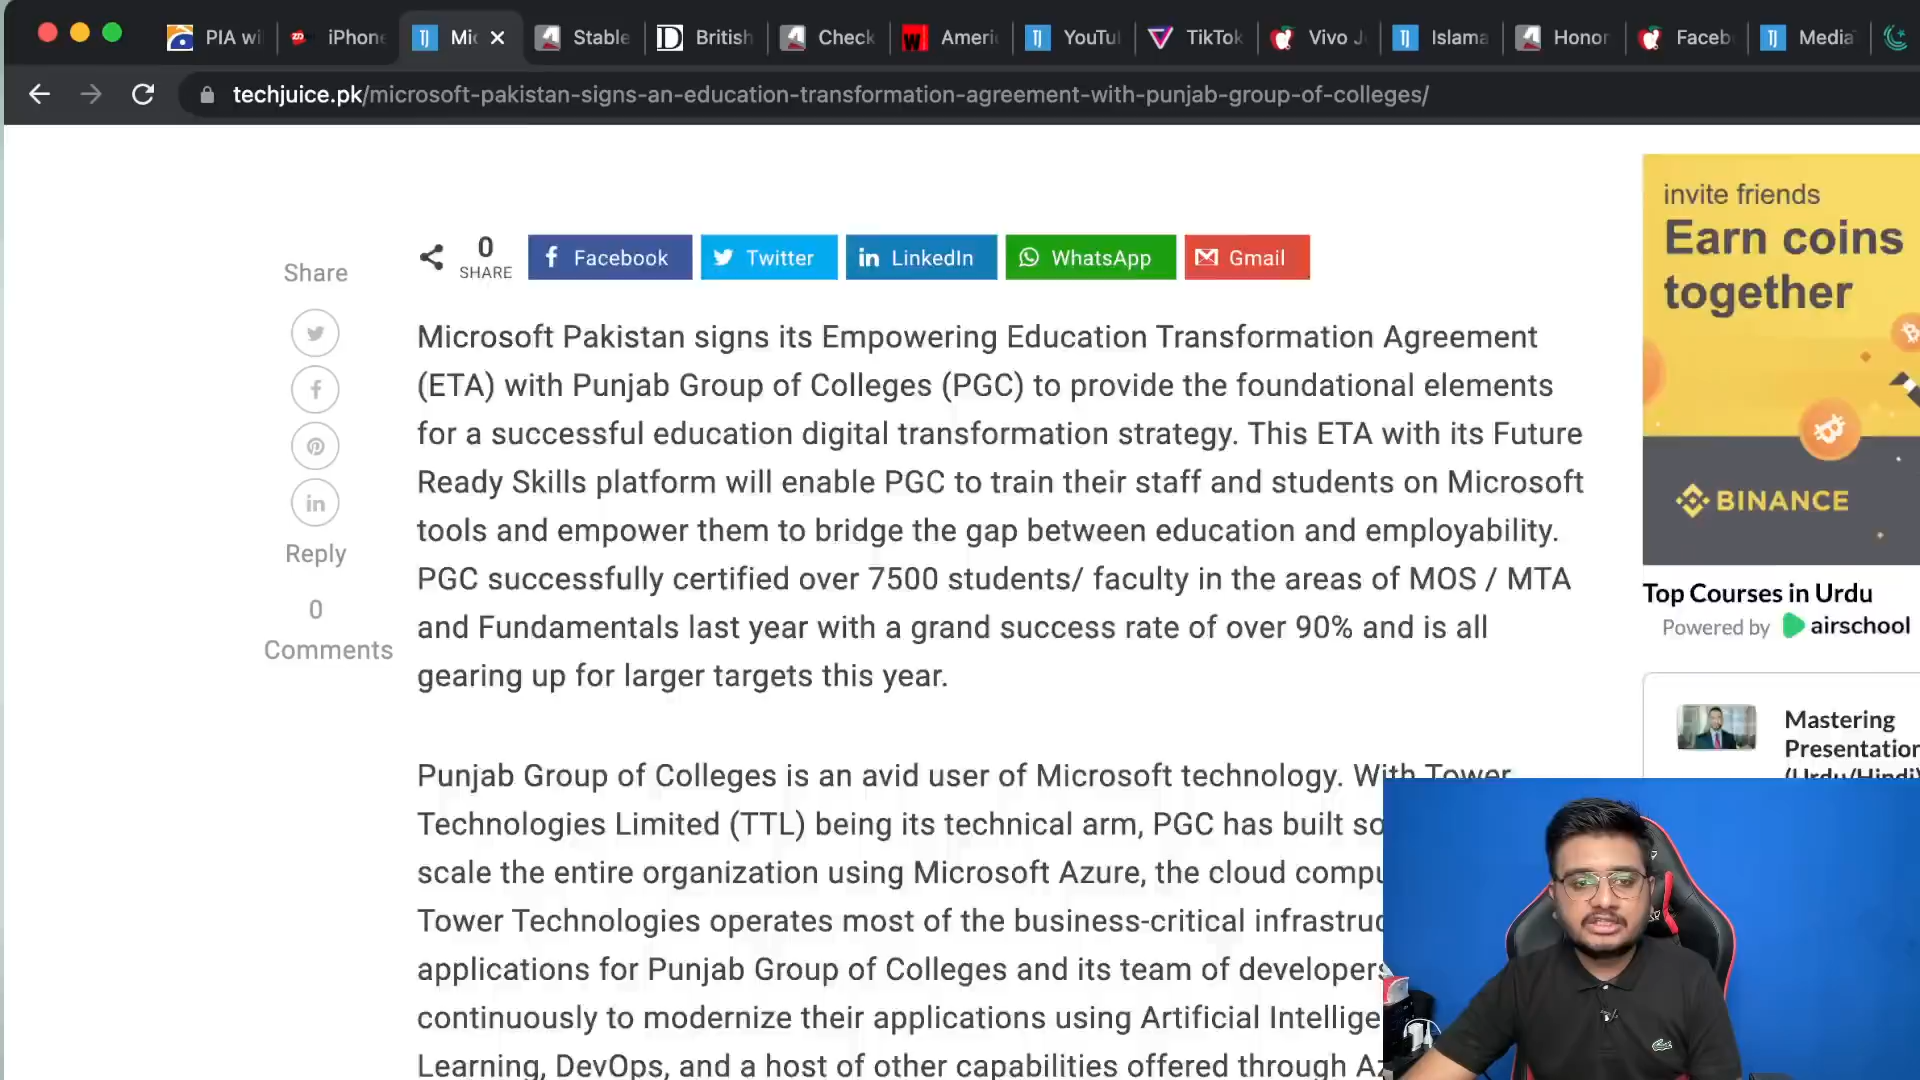 PIA wi
iPhone
Mic
Stable
British
Check
Ameri
YouTu
TikTok
Vivo J
Islama
Honor
Faceb
Media
techjuice.pk/microsoft-pakistan-signs-an-education-transformation-agreement-with-punjab-group-of-colleges/
Share
0
SHARE
Facebook
Twitter
LinkedIn
WhatsApp
Gmail
Reply
0
Comments
Microsoft Pakistan signs its Empowering Education Transformation Agreement
(ETA) with Punjab Group of Colleges (PGC) to provide the foundational elements
for a successful education digital transformation strategy. This ETA with its Future
Ready Skills platform will enable PGC to train their staff and students on Microsoft
tools and empower them to bridge the gap between education and employability.
PGC successfully certified over 7500 students/ faculty in the areas of MOS / MTA
and Fundamentals last year with a grand success rate of over 90% and is all
gearing up for larger targets this year.
Punjab Group of Colleges is an avid user of Microsoft technology. With Tower
Technologies Limited (TTL) being its technical arm, PGC has built so
scale the entire organization using Microsoft Azure, the cloud compu
Tower Technologies operates most of the business-critical infrastruc
applications for Punjab Group of Colleges and its team of developers
continuously to modernize their applications using Artificial Intellige
Learning, DevOps, and a host of other capabilities offered through Az
invite friends
Earn coins
together
BINANCE
Top Courses in Urdu
Powered by airschool
Mastering
Presentation
(Urdu/Hindi)